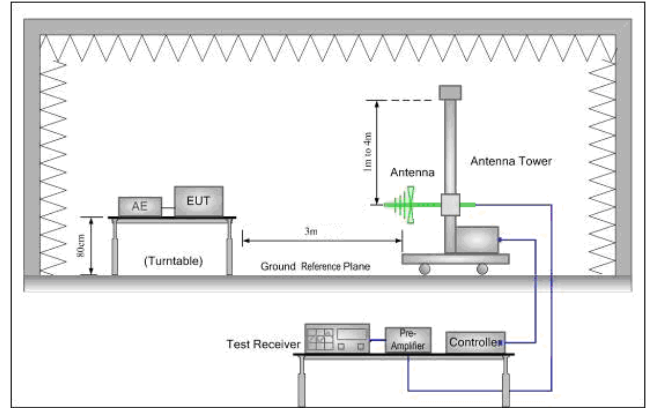 1m to 4m
Antenna
Antenna Tower
AE
EUT
80cm
(Turntable)
3m
Ground Reference Plane
Test Receiver
Pre-
Amplifier
Controller